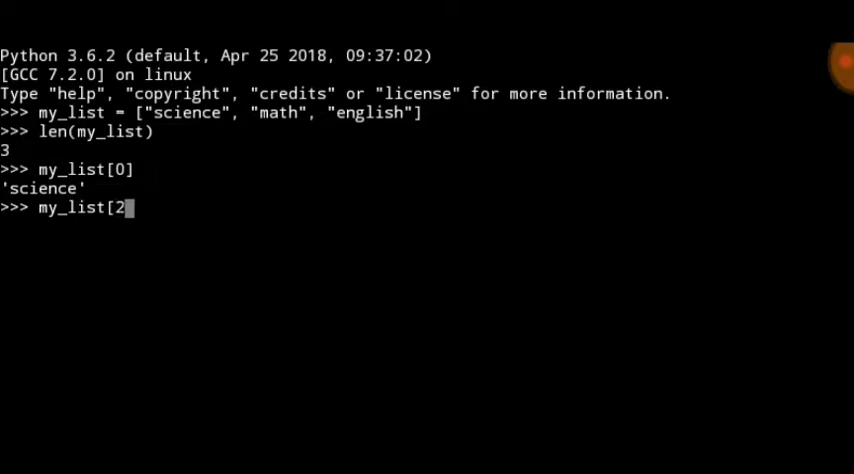 Python 3.6.2 (default, Apr 25 2018, 09:37:02)
[GCC 7.2.0] on linux
Type "help", "copyright", "credits" or "license" for more information.
>>> my_list = ["science", "math", "english"]
>>> len(my_list)
3
>>> my_list[0]
'science'
>>> my_list[2